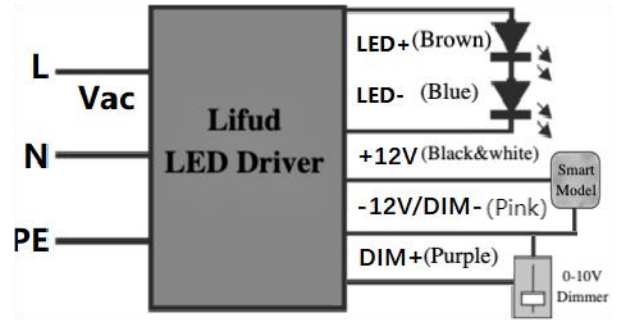 L
Vac
N
PE
Lifud
LED Driver
LED+(Brown)
LED- (Blue)
+12V(Black&white)
-12V/DIM-(Pink)
DIM+(Purple)
Smart
Model
0-10V
Dimmer